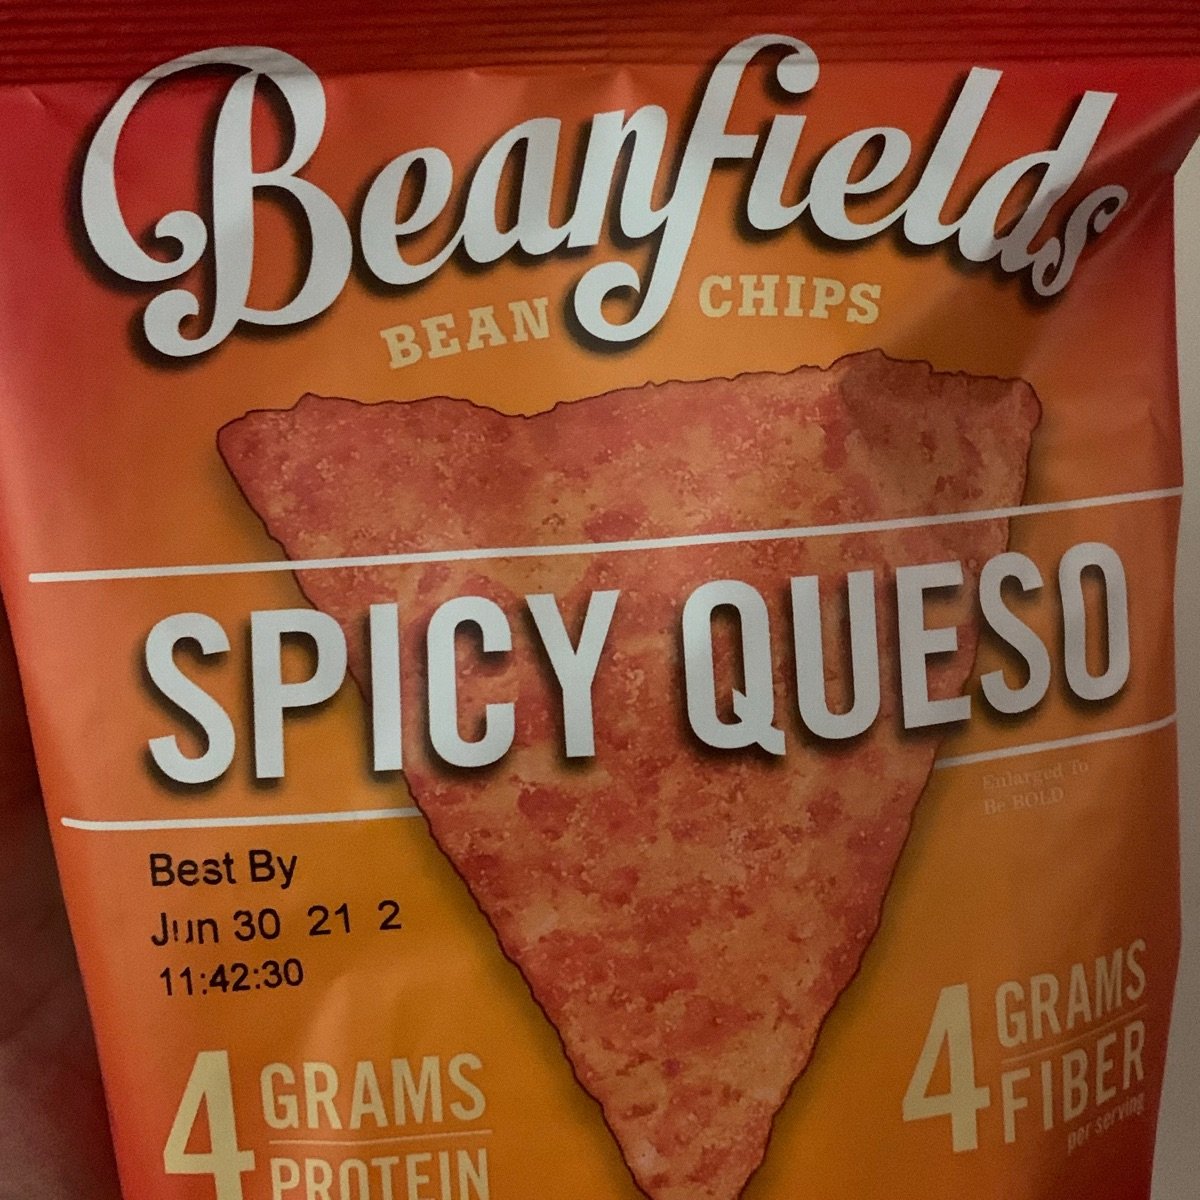 Beanfields
BEAN CHIPS
SPICY QUESO
Enlarged To
Be BOLD
Best By
Jun 30 21 2
11:42:30
4 GRAMS
PROTEIN
4 GRAMS
FIBER
per serving